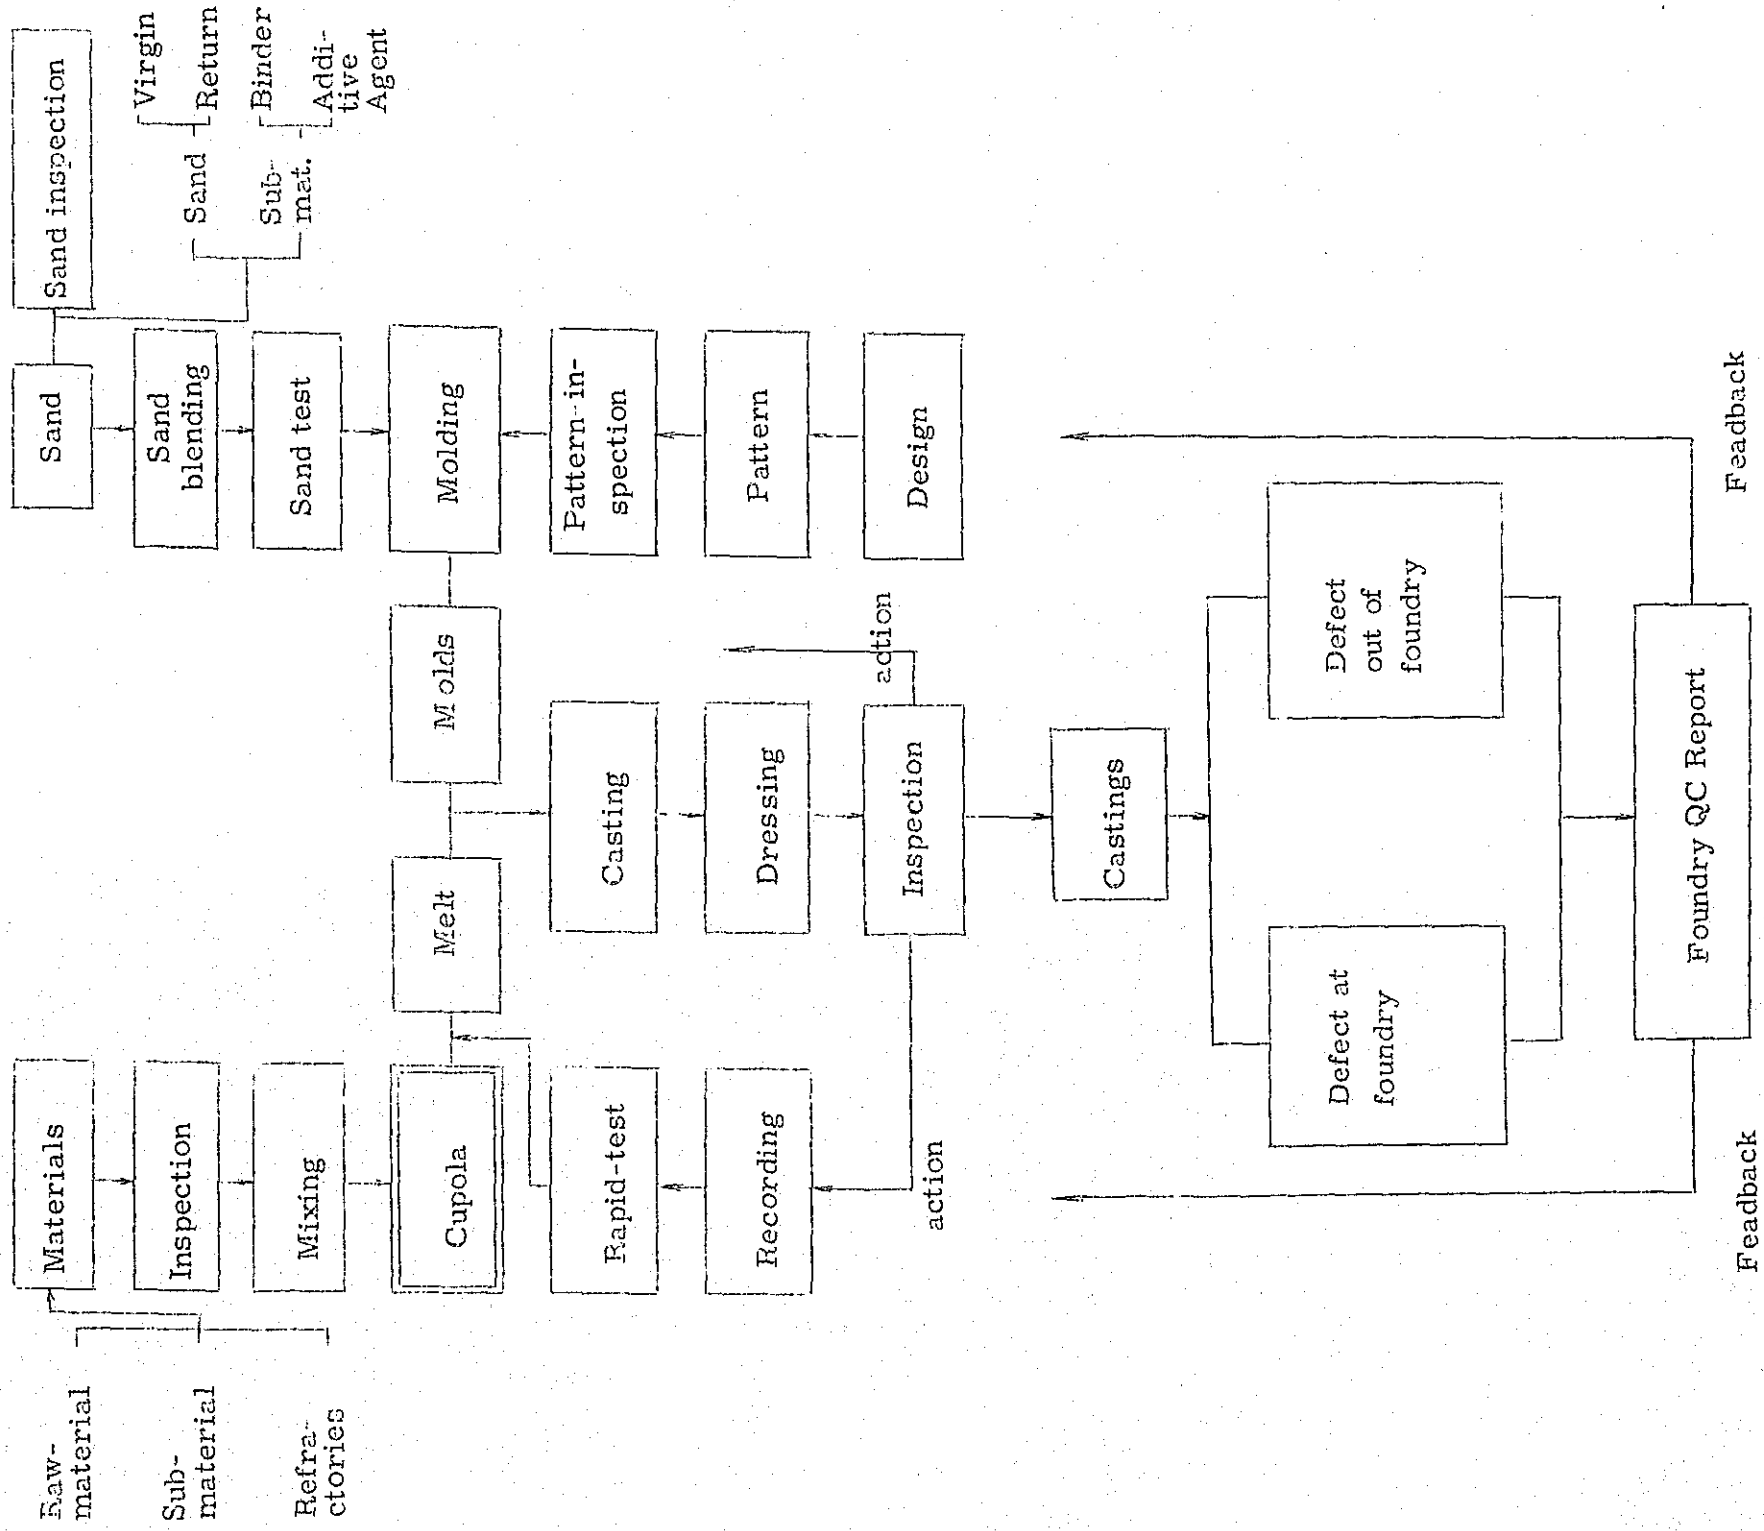 Raw-
material
Sub-
material
Refra-
ctories
Materials
Inspection
Mixing
Cupola
Rapid-test
Recording
action
Melt
Molds
Casting
Dressing
Inspection
action
Sand
Sand inspection
Sand
blending
Sand test
Molding
Pattern-in-
spection
Pattern
Design
Sand
Virgin
Return
Sub-
mat.
Binder
Addi-
tive
Agent
Castings
Defect at
foundry
Defect
out of
foundry
Foundry QC Report
Feadback
Feadback